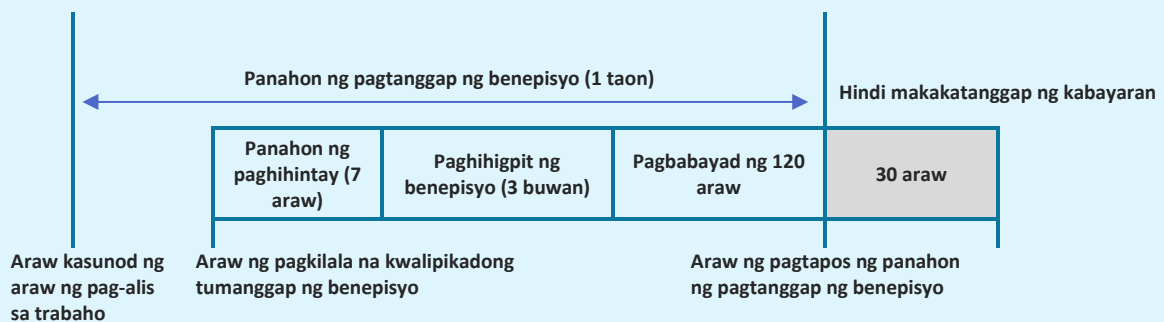 Panahon ng pagtanggap ng benepisyo (1 taon)
Hindi makakatanggap ng kabayaran
Panahon ng
paghihintay (7
araw)
Paghihigpit ng
benepisyo (3 buwan)
Pagbabayad ng 120
araw
30 araw
Araw kasunod ng
araw ng pag-alis
sa trabaho
Araw ng pagkilala na kwalipikadong
tumanggap ng benepisyo
Araw ng pagtapos ng panahon
ng pagtanggap ng benepisyo